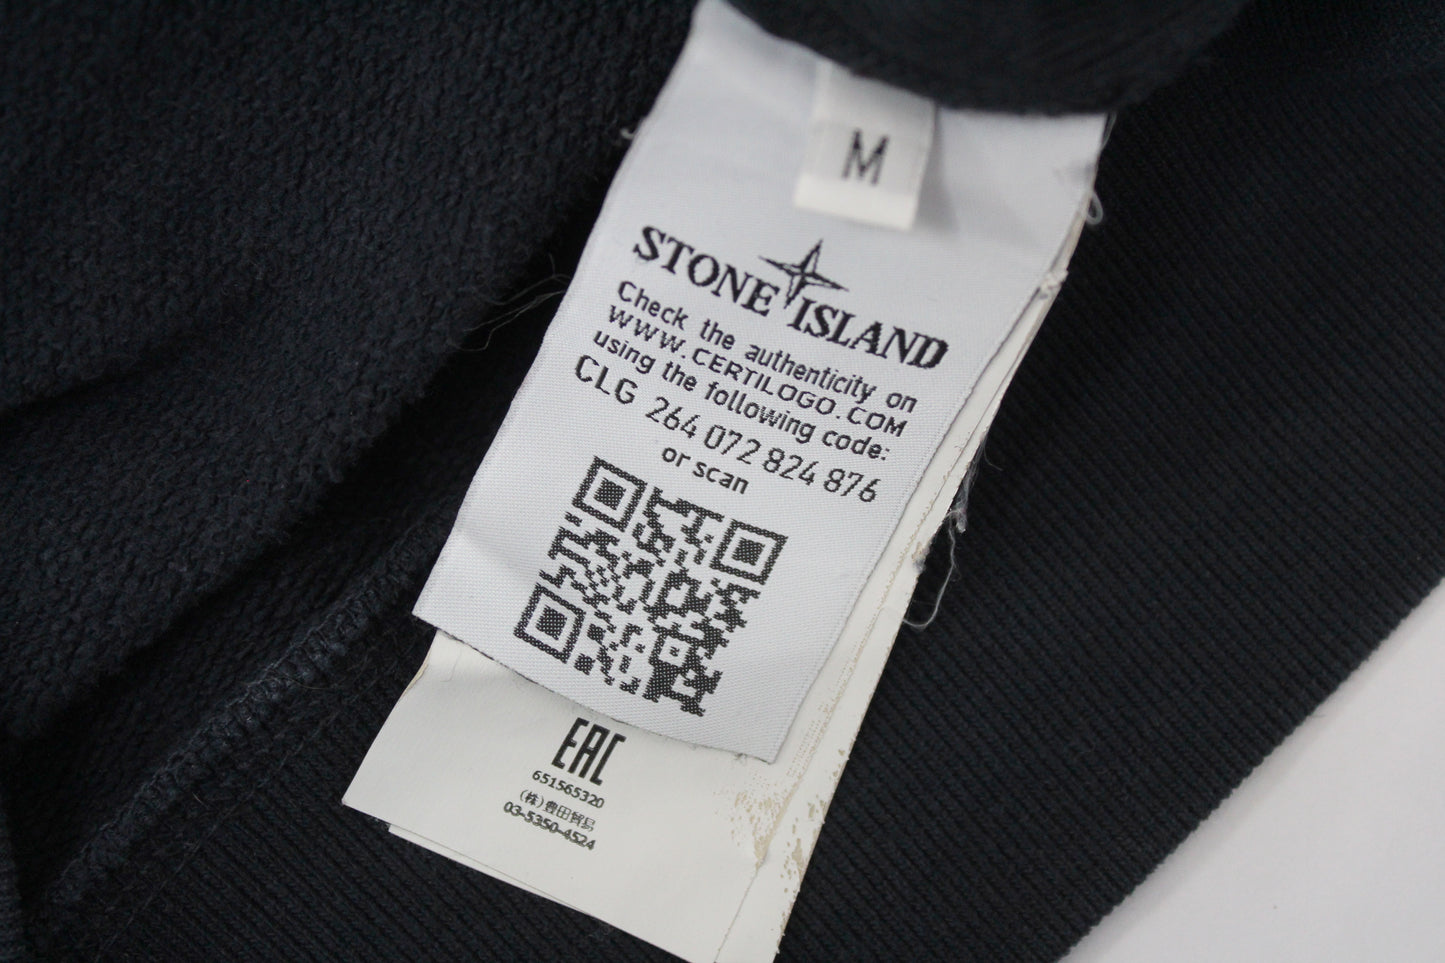 M
STONE ISLAND
Check the authenticity on
WWW.CERTILOGO.COM
using the following code:
CLG 264 072 824 876
or scan
EAC
651565320
(株)豊田貿易
03-5350-4524